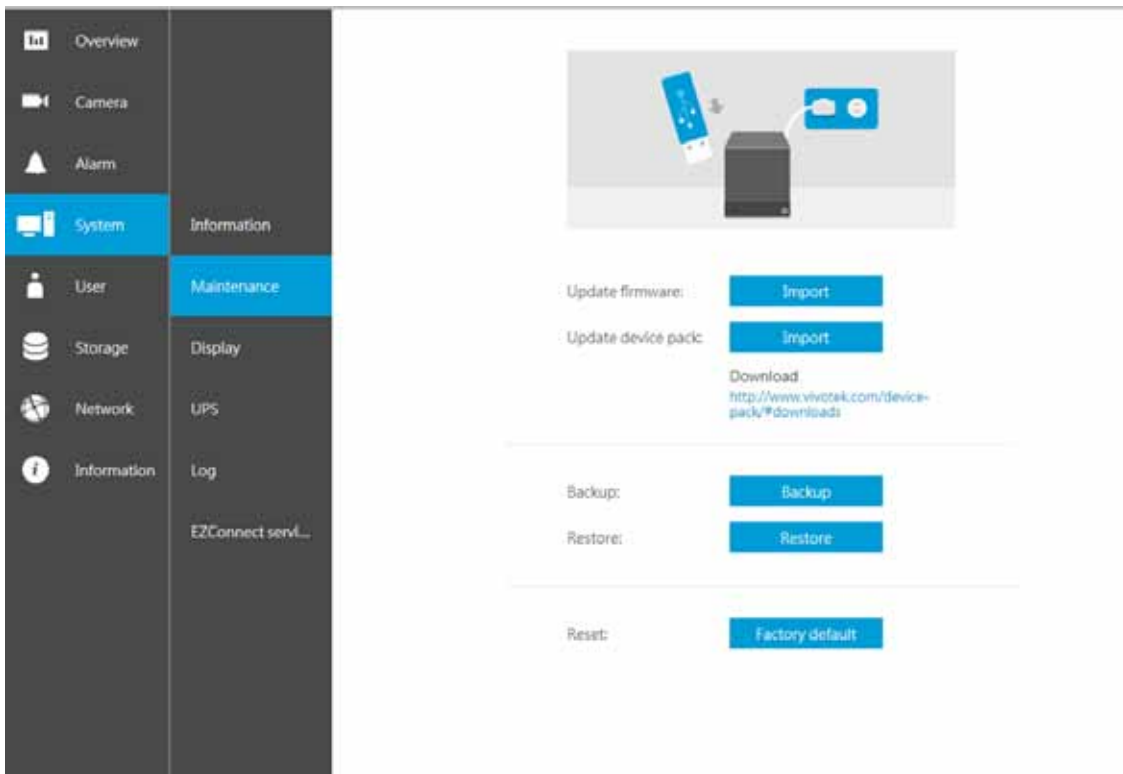 Overview
Camera
Alarm
System
User
Storage
Network
Information
Information
Maintenance
Display
UPS
Log
EZConnect servi...
Update firmware:
Import
Update device pack:
Import
Download
http://www.vivotek.com/device-
pack/#downloads
Backup:
Backup
Restore:
Restore
Reset:
Factory default